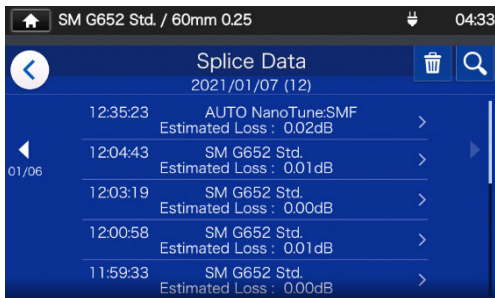 SM G652 Std. / 60mm 0.25 04:33
Splice Data
2021/01/07 (12)
12:35:23 AUTO NanoTune:SMF
Estimated Loss : 0.02dB
12:04:43 SM G652 Std.
Estimated Loss : 0.01dB
01/06
12:03:19 SM G652 Std.
Estimated Loss : 0.00dB
12:00:58 SM G652 Std.
Estimated Loss : 0.01dB
11:59:33 SM G652 Std.
Estimated Loss : 0.00dB